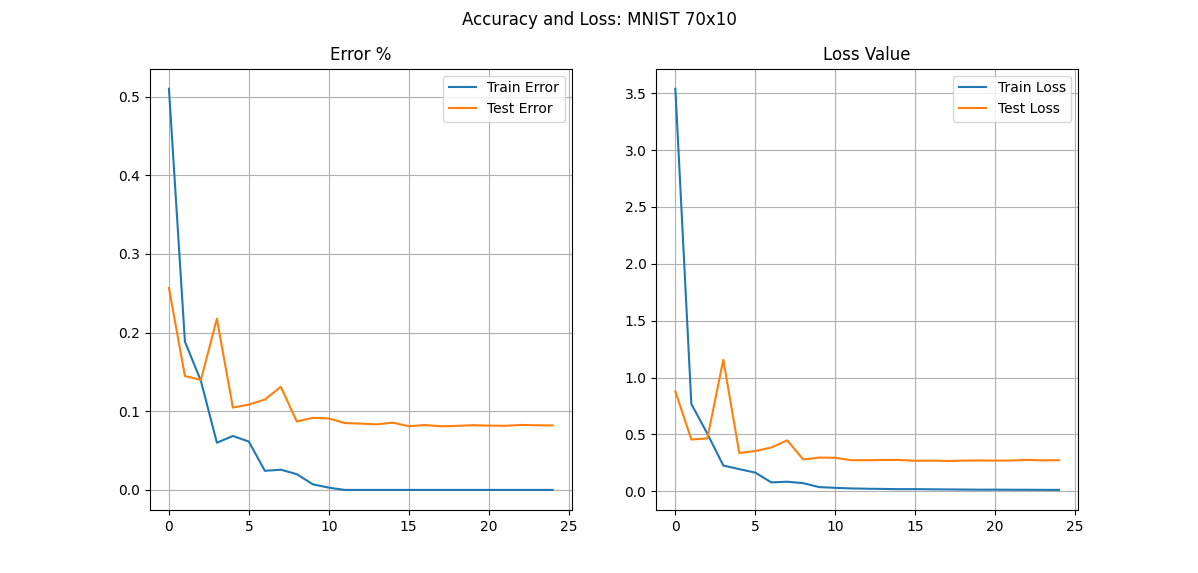 Accuracy and Loss: MNIST 70x10
Error %
Train Error
Test Error
0.5
0.4
0.3
0.2
0.1
0.0
0 5 10 15 20 25
Loss Value
Train Loss
Test Loss
3.5
3.0
2.5
2.0
1.5
1.0
0.5
0.0
0 5 10 15 20 25